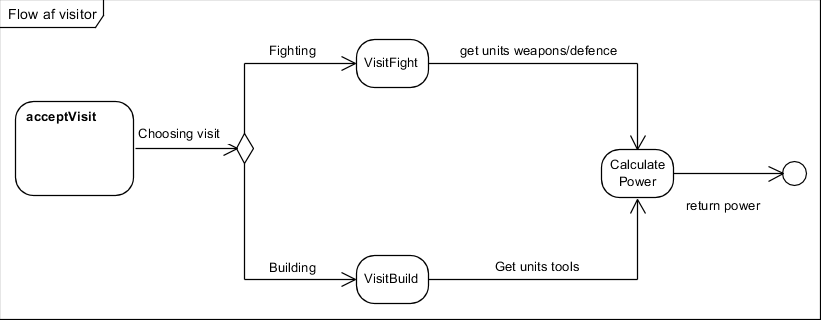 Flow af visitor
Fighting
VisitFight
get units weapons/defence
acceptVisit
Choosing visit
Calculate
Power
return power
Building
VisitBuild
Get units tools